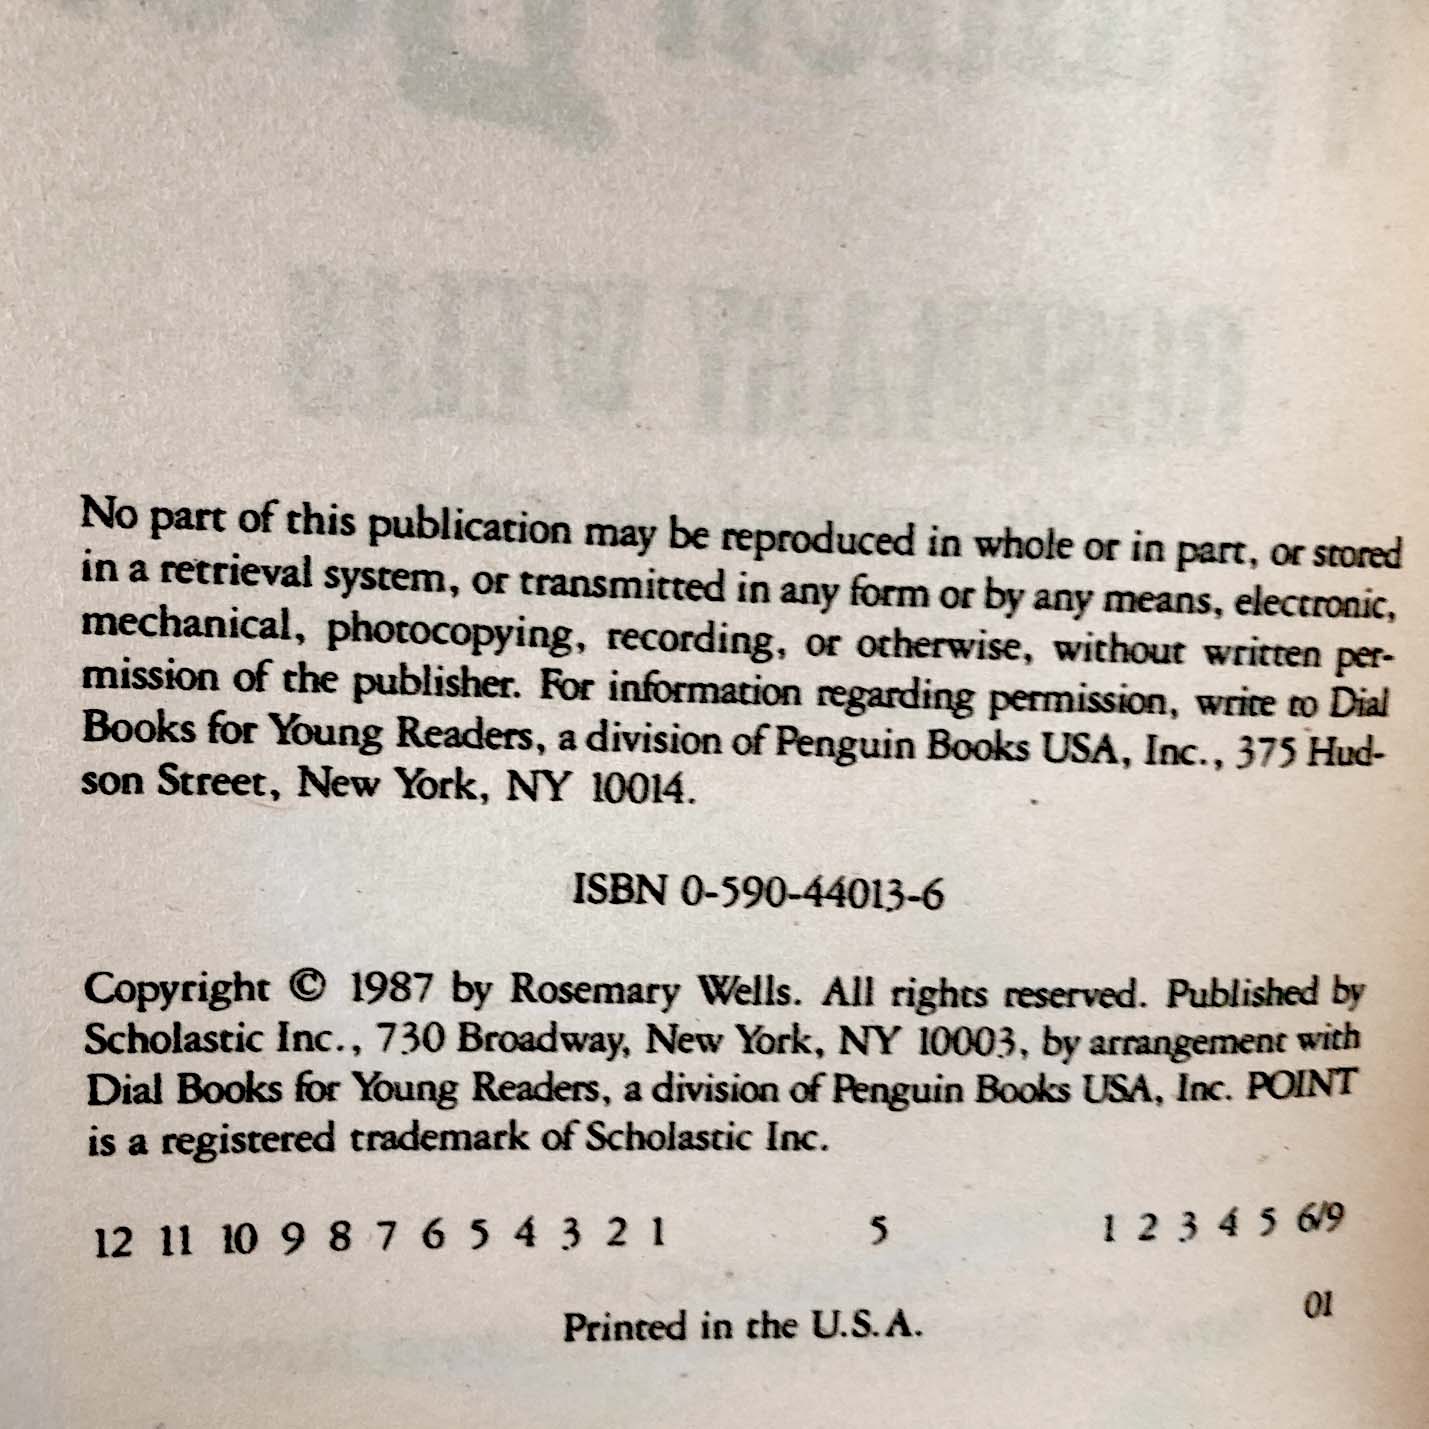 No part of this publication may be reproduced in whole or in part, or stored
in a retrieval system, or transmitted in any form or by any means, electronic,
mechanical, photocopying, recording, or otherwise, without written per-
mission of the publisher. For information regarding permission, write to Dial
Books for Young Readers, a division of Penguin Books USA, Inc., 375 Hud-
son Street, New York, NY 10014.
ISBN 0-590-44013-6
Copyright © 1987 by Rosemary Wells. All rights reserved. Published by
Scholastic Inc., 730 Broadway, New York, NY 10003, by arrangement with
Dial Books for Young Readers, a division of Penguin Books USA, Inc. POINT
is a registered trademark of Scholastic Inc.
12 11 10 9 8 7 6 5 4 3 2 1 5 1 2 3 4 5 6/9
Printed in the U.S.A. 01